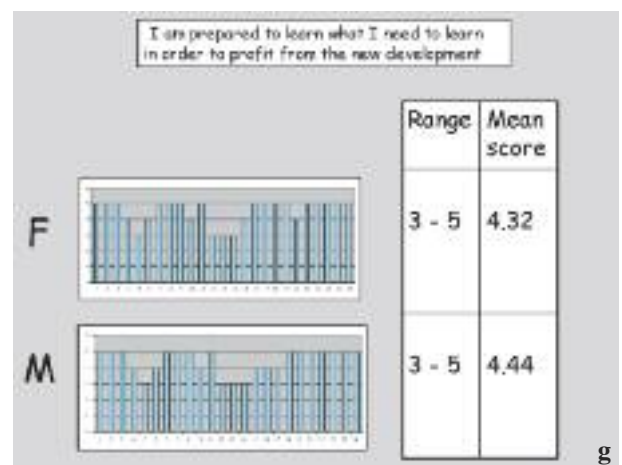 I am prepared to learn what I need to learn
in order to profit from the new development
Range Mean
score
F
3 - 5 4.32
M
3 - 5 4.44
g